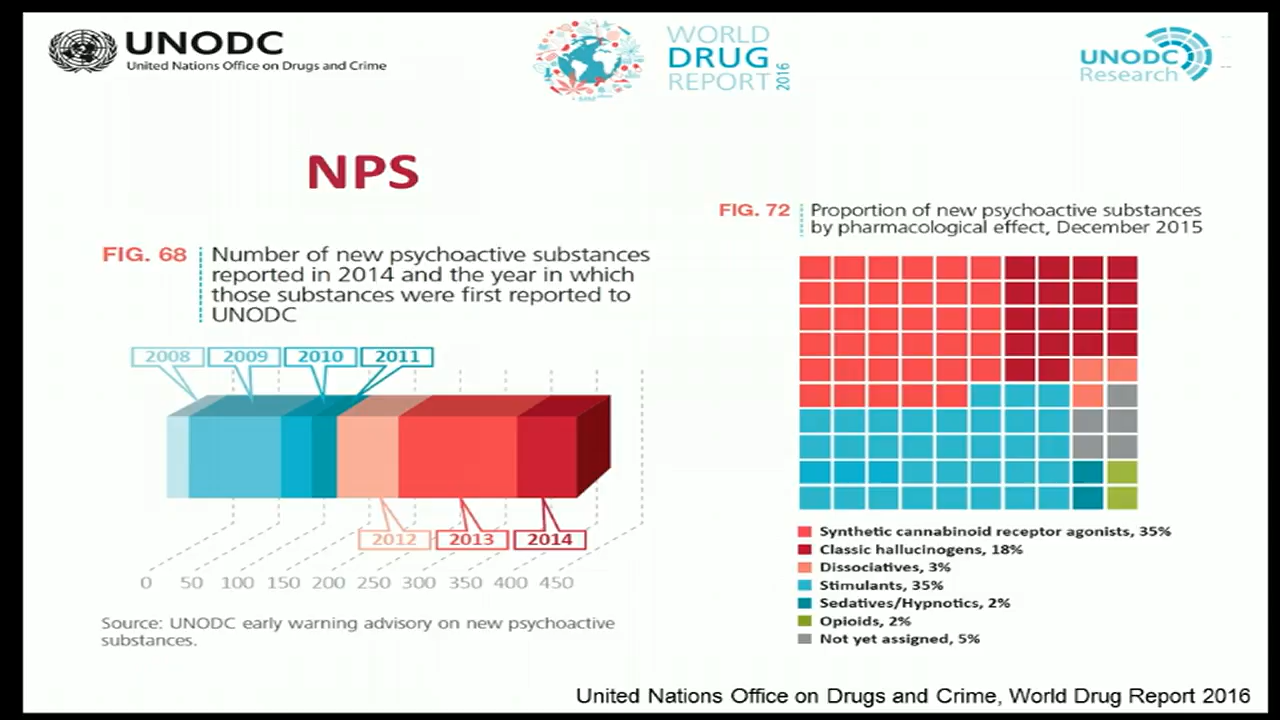 UNODC
United Nations Office on Drugs and Crime
WORLD
DRUG
REPORT 2016
UNODC
Research
NPS
FIG. 68 Number of new psychoactive substances
reported in 2014 and the year in which
those substances were first reported to
UNODC
2008 2009 2010 2011
2012 2013 2014
0 50 100 150 200 250 300 350 400 450
Source: UNODC early warning advisory on new psychoactive
substances.
FIG. 72 Proportion of new psychoactive substances
by pharmacological effect, December 2015
Synthetic cannabinoid receptor agonists, 35%
Classic hallucinogens, 18%
Dissociatives, 3%
Stimulants, 35%
Sedatives/Hypnotics, 2%
Opioids, 2%
Not yet assigned, 5%
United Nations Office on Drugs and Crime, World Drug Report 2016